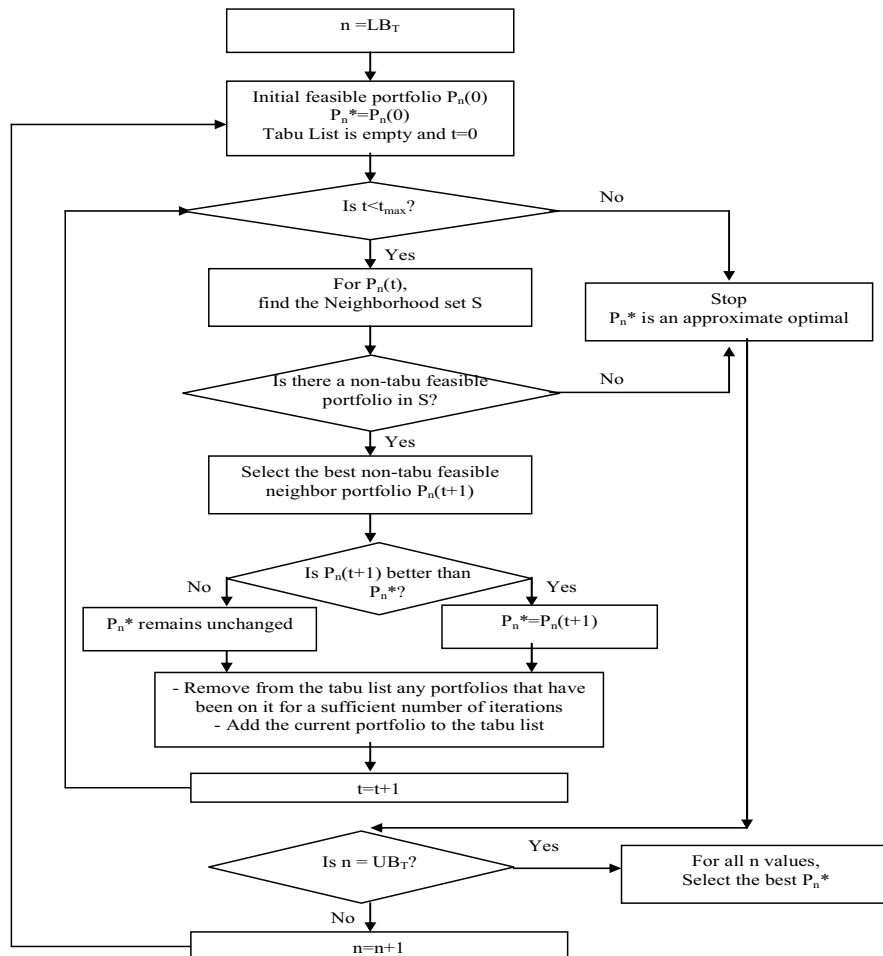 n =LB_T
Initial feasible portfolio P_n(0)
P_n*=P_n(0)
Tabu List is empty and t=0
Is t<t_max?
No
Yes
For P_n(t),
find the Neighborhood set S
Stop
P_n* is an approximate optimal
Is there a non-tabu feasible
portfolio in S?
No
Yes
Select the best non-tabu feasible
neighbor portfolio P_n(t+1)
Is P_n(t+1) better than
P_n*?
No
Yes
P_n* remains unchanged
P_n*=P_n(t+1)
- Remove from the tabu list any portfolios that have
been on it for a sufficient number of iterations
- Add the current portfolio to the tabu list
t=t+1
Is n = UB_T?
Yes
For all n values,
Select the best P_n*
No
n=n+1